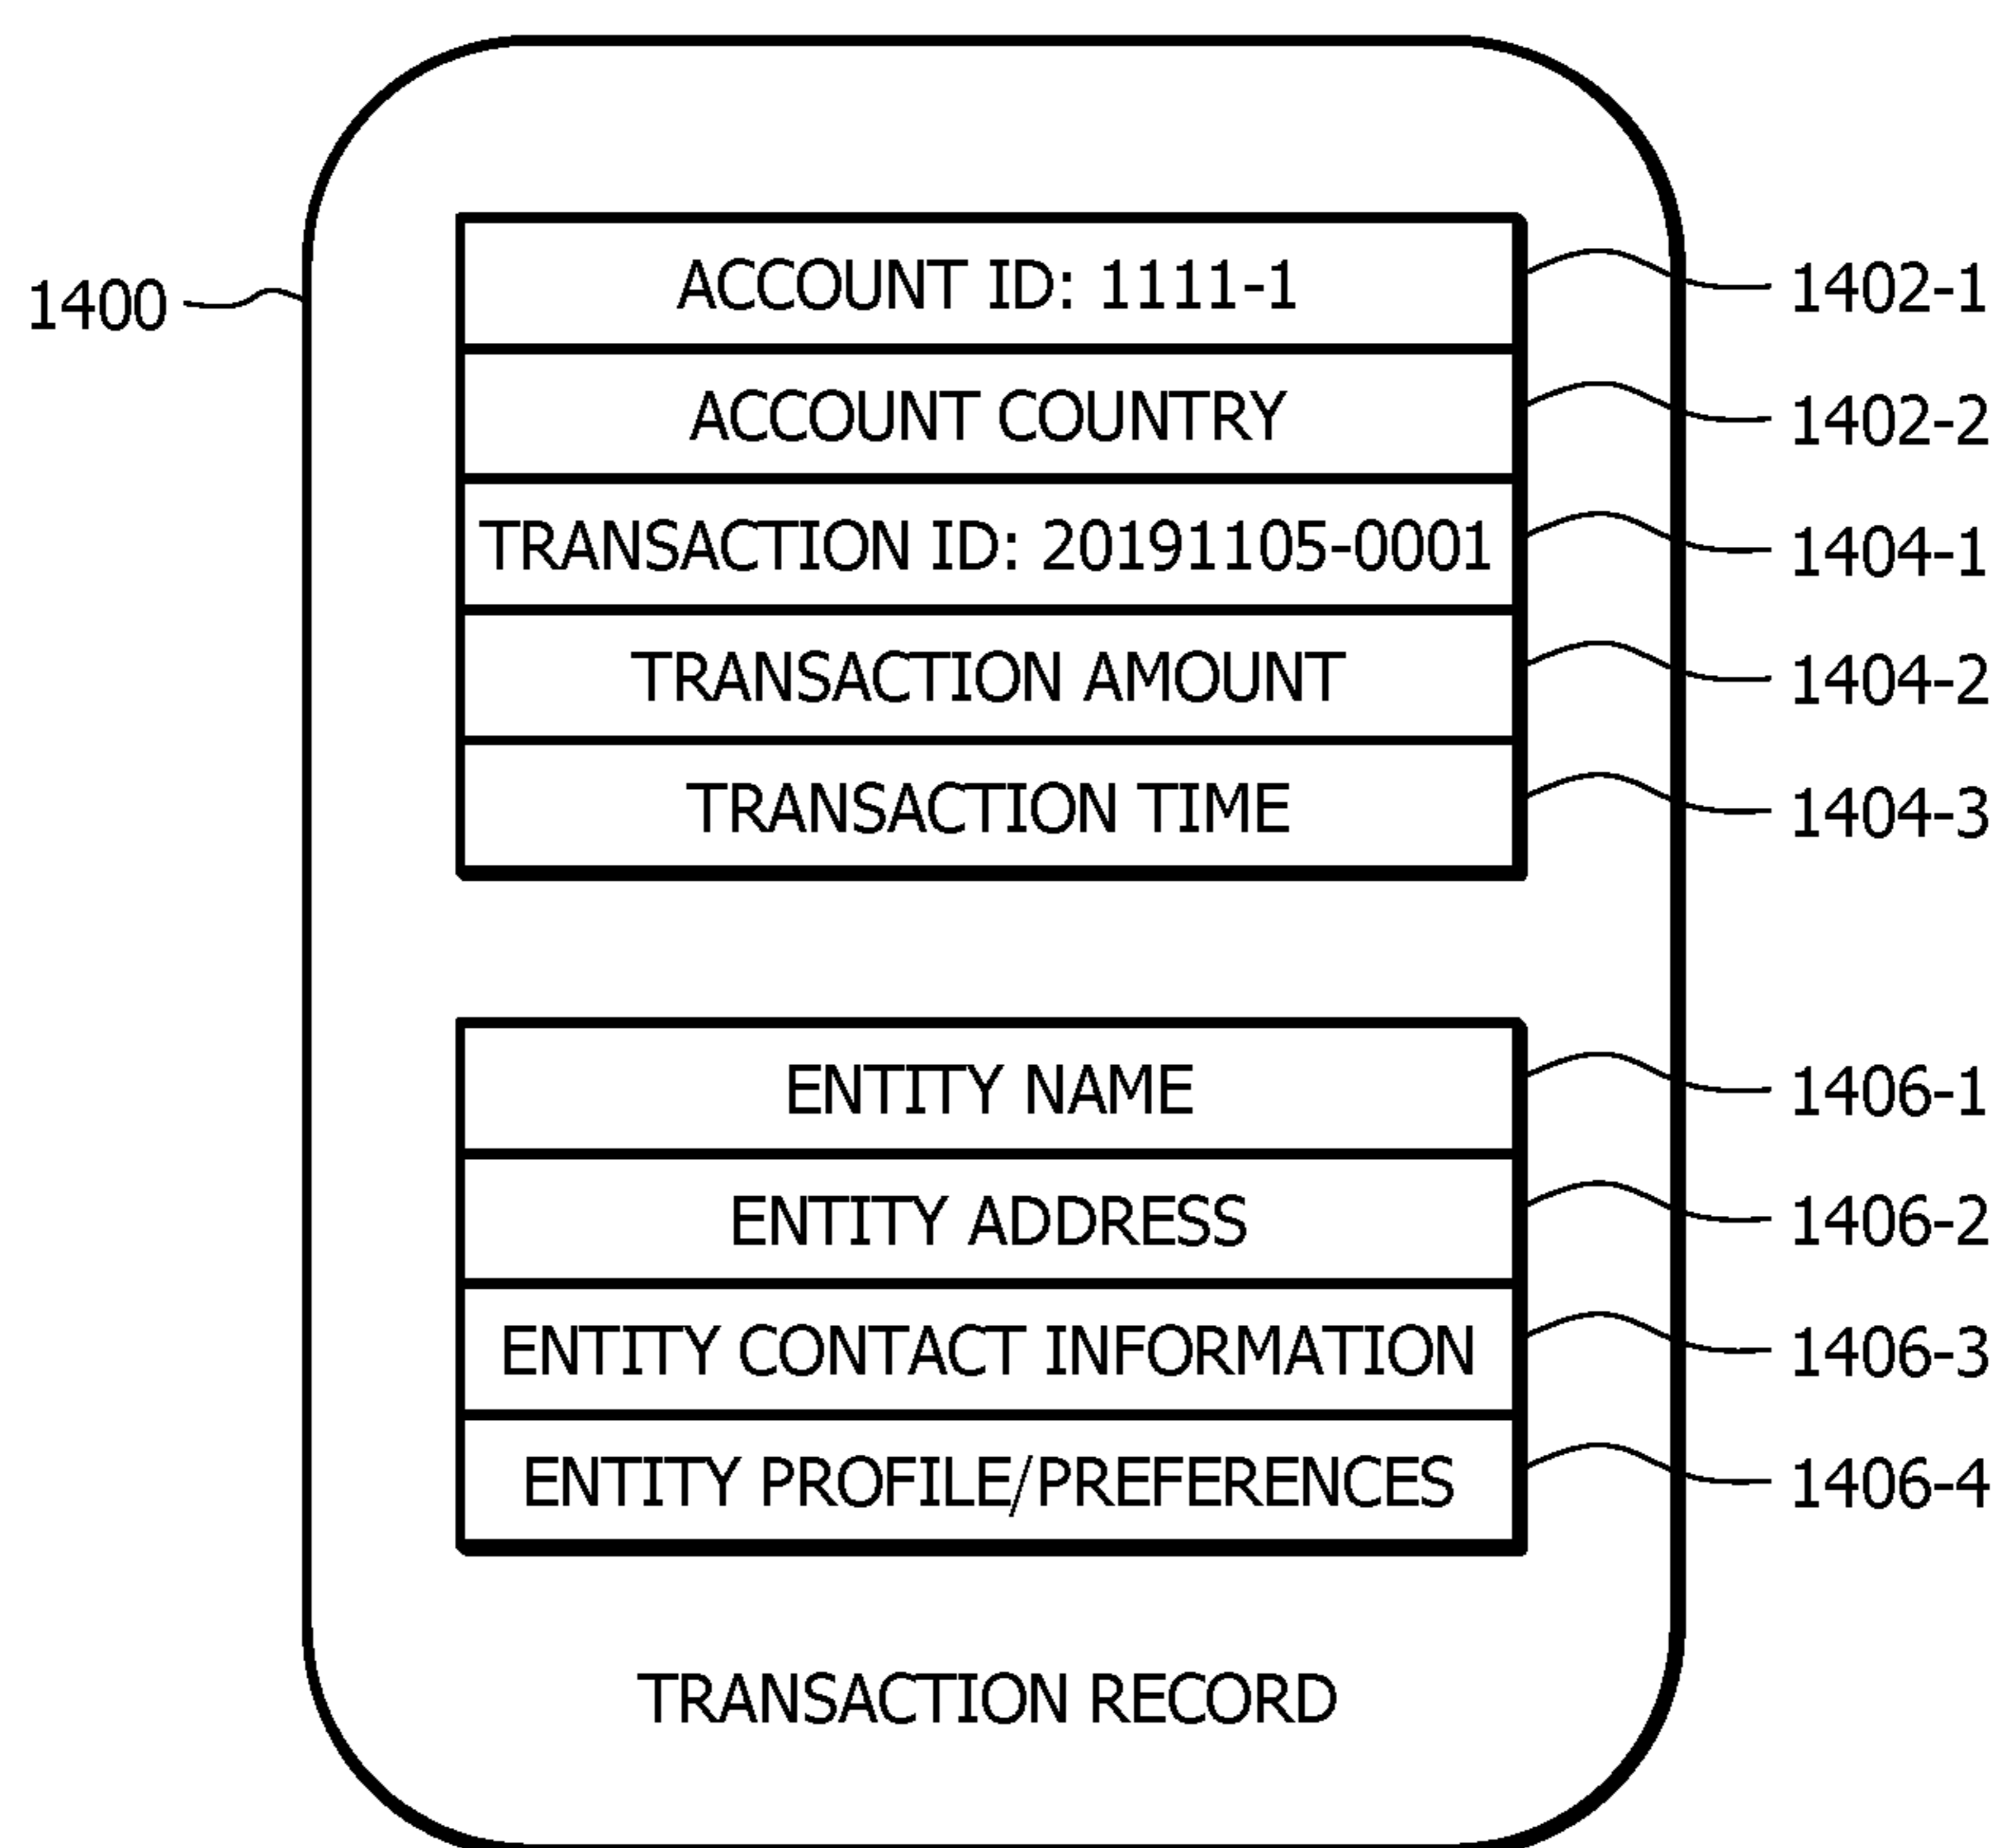 1400
ACCOUNT ID: 1111-1 1402-1
ACCOUNT COUNTRY 1402-2
TRANSACTION ID: 20191105-0001 1404-1
TRANSACTION AMOUNT 1404-2
TRANSACTION TIME 1404-3
ENTITY NAME 1406-1
ENTITY ADDRESS 1406-2
ENTITY CONTACT INFORMATION 1406-3
ENTITY PROFILE/PREFERENCES 1406-4
TRANSACTION RECORD